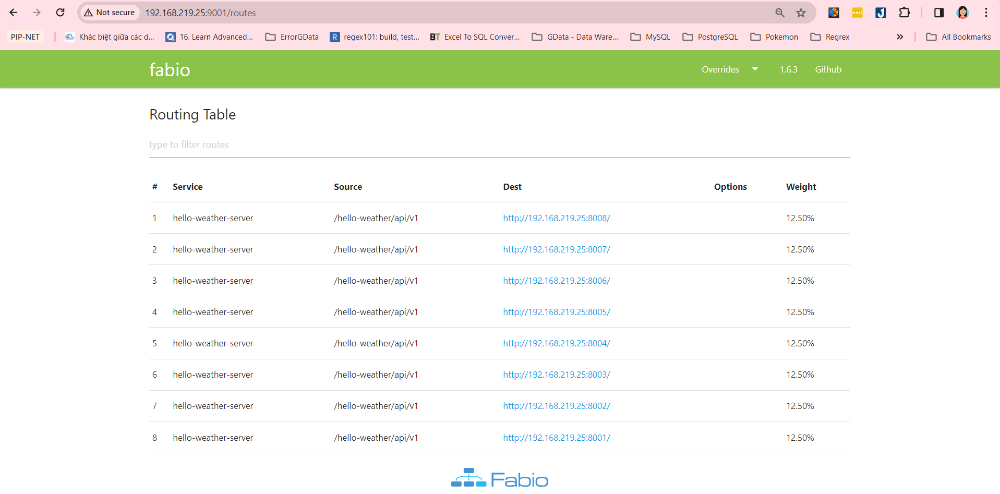 Not secure 192.168.219.25:9001/routes
PIP-NET Khác biệt giữa các d... 16. Learn Advanced... ErrorGData R regex101: build, test... BT Excel To SQL Conver... GData - Data Ware... MySQL PostgreSQL Pokemon Regrex » All Bookmarks
fabio Overrides 1.6.3 Github
Routing Table
type to filter routes
# Service Source Dest Options Weight
1 hello-weather-server /hello-weather/api/v1 http://192.168.219.25:8008/ 12.50%
2 hello-weather-server /hello-weather/api/v1 http://192.168.219.25:8007/ 12.50%
3 hello-weather-server /hello-weather/api/v1 http://192.168.219.25:8006/ 12.50%
4 hello-weather-server /hello-weather/api/v1 http://192.168.219.25:8005/ 12.50%
5 hello-weather-server /hello-weather/api/v1 http://192.168.219.25:8004/ 12.50%
6 hello-weather-server /hello-weather/api/v1 http://192.168.219.25:8003/ 12.50%
7 hello-weather-server /hello-weather/api/v1 http://192.168.219.25:8002/ 12.50%
8 hello-weather-server /hello-weather/api/v1 http://192.168.219.25:8001/ 12.50%
Fabio